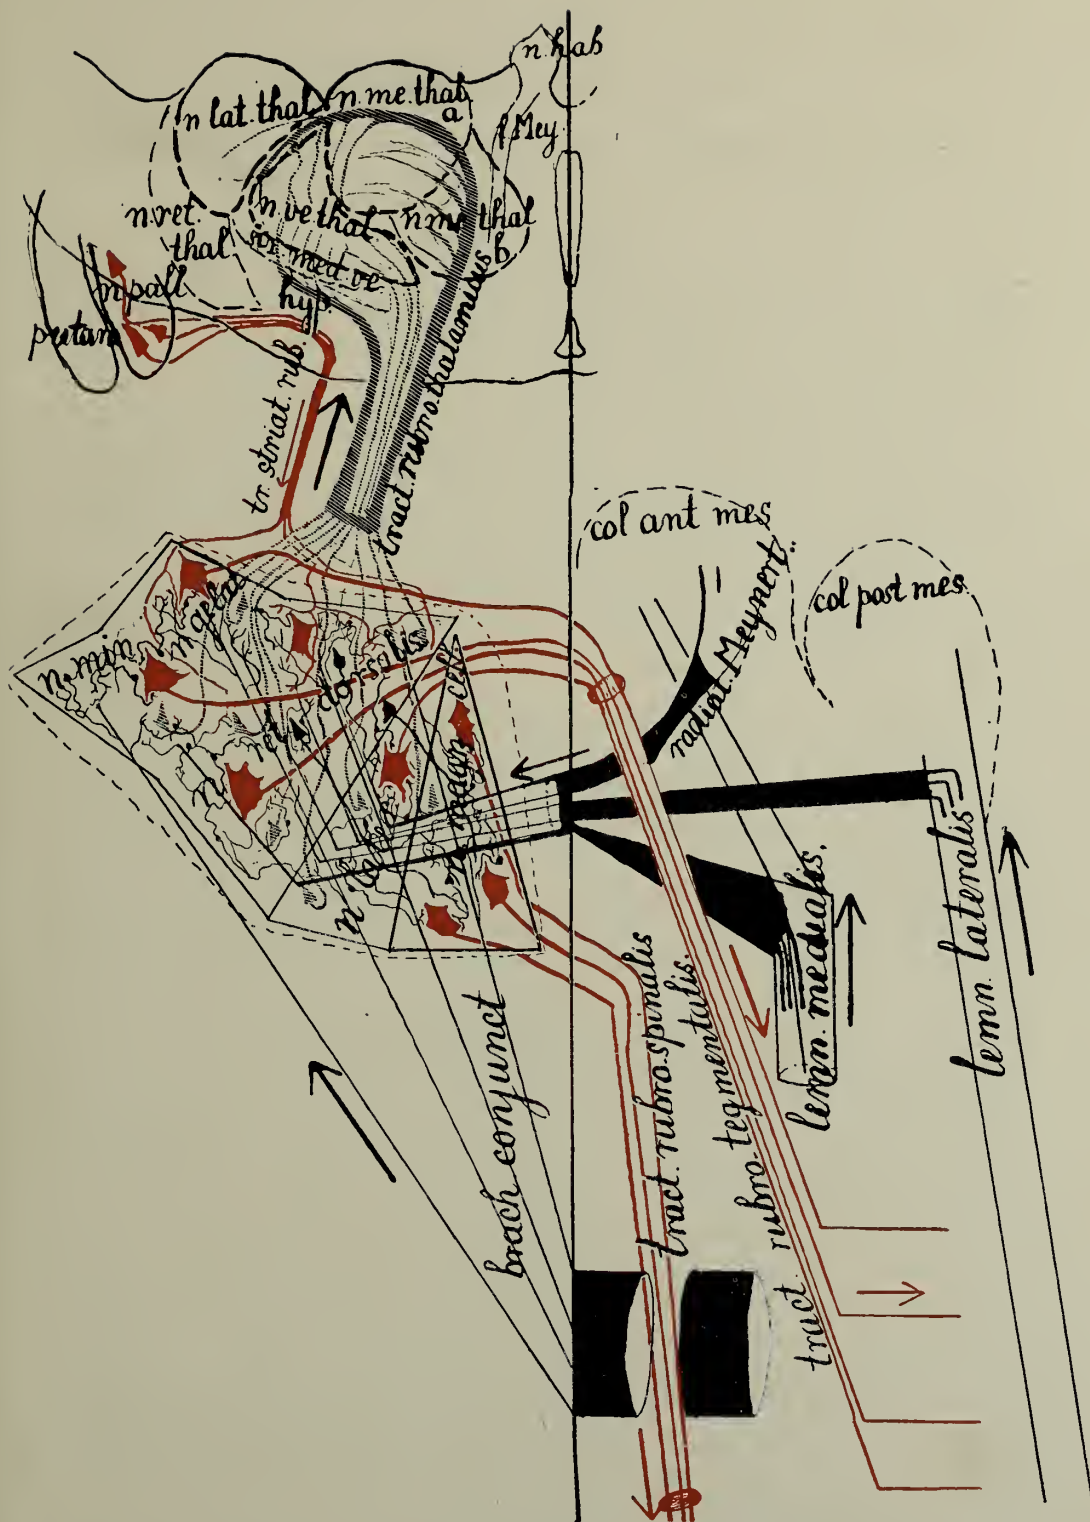 n. hab
n. lat. thal
n. me. thal.
a
f Mey
n. ret.
thal
n. ve thal
n. me thal
b
med. ve
hyp.
n. pall
putam
tr. striat. rub.
tract. rubro. thalamicus
col ant mes
radiat. Meynert..
col post mes.
n. min.
n. gelat
n ret. dorsalis
n. magn. cell.
brach conjunct
tract. rubro. spinalis
tract. rubro. tegmentalis.
lemn. medialis.
lemn. lateralis